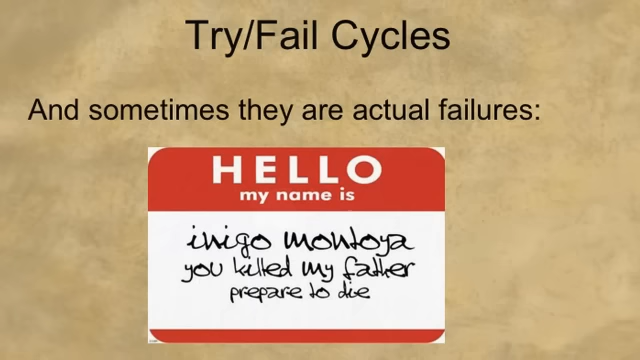 Try/Fail Cycles
And sometimes they are actual failures:
HELLO
my name is
inigo montoya
you killed my father
prepare to die